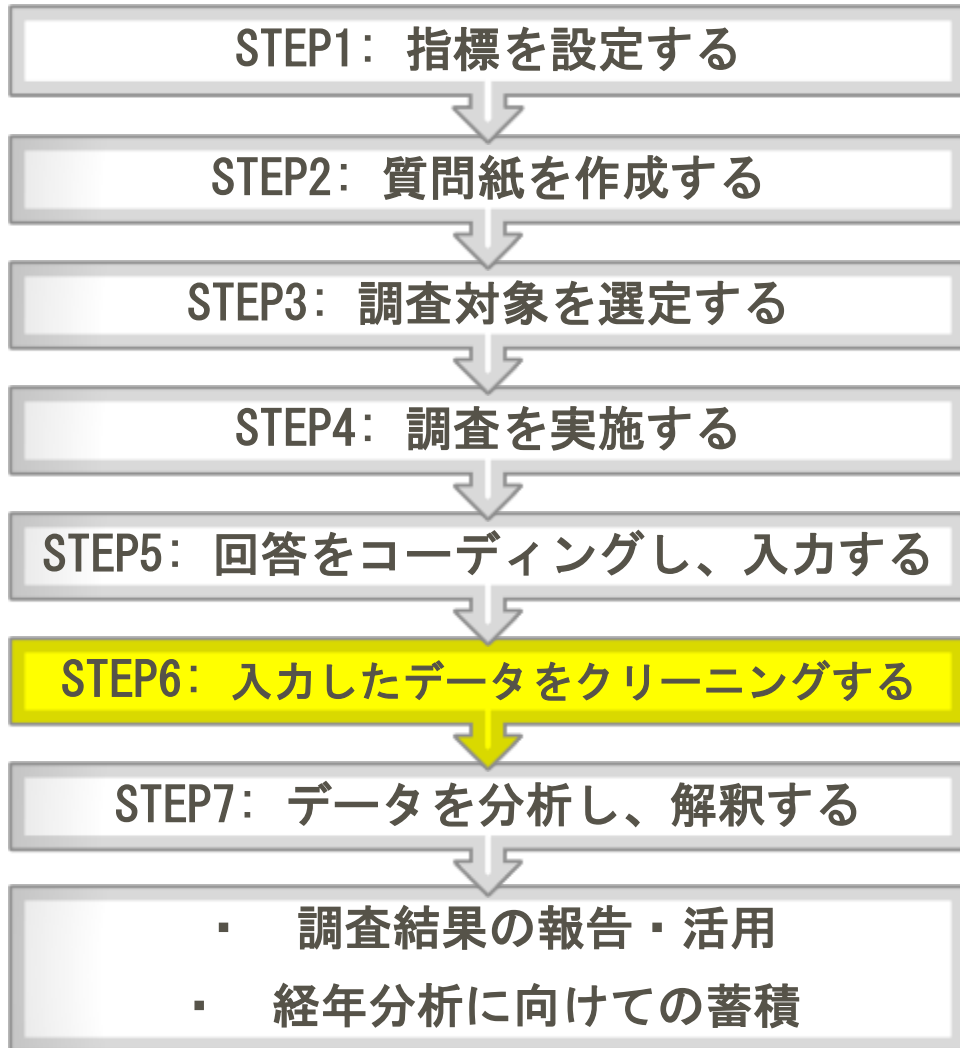 STEP1: 指標を設定する
STEP2: 質問紙を作成する
STEP3: 調査対象を選定する
STEP4: 調査を実施する
STEP5: 回答をコーディングし、入力する
STEP6: 入力したデータをクリーニングする
STEP7: データを分析し、解釈する
▪ 調査結果の報告・活用
▪ 経年分析に向けての蓄積